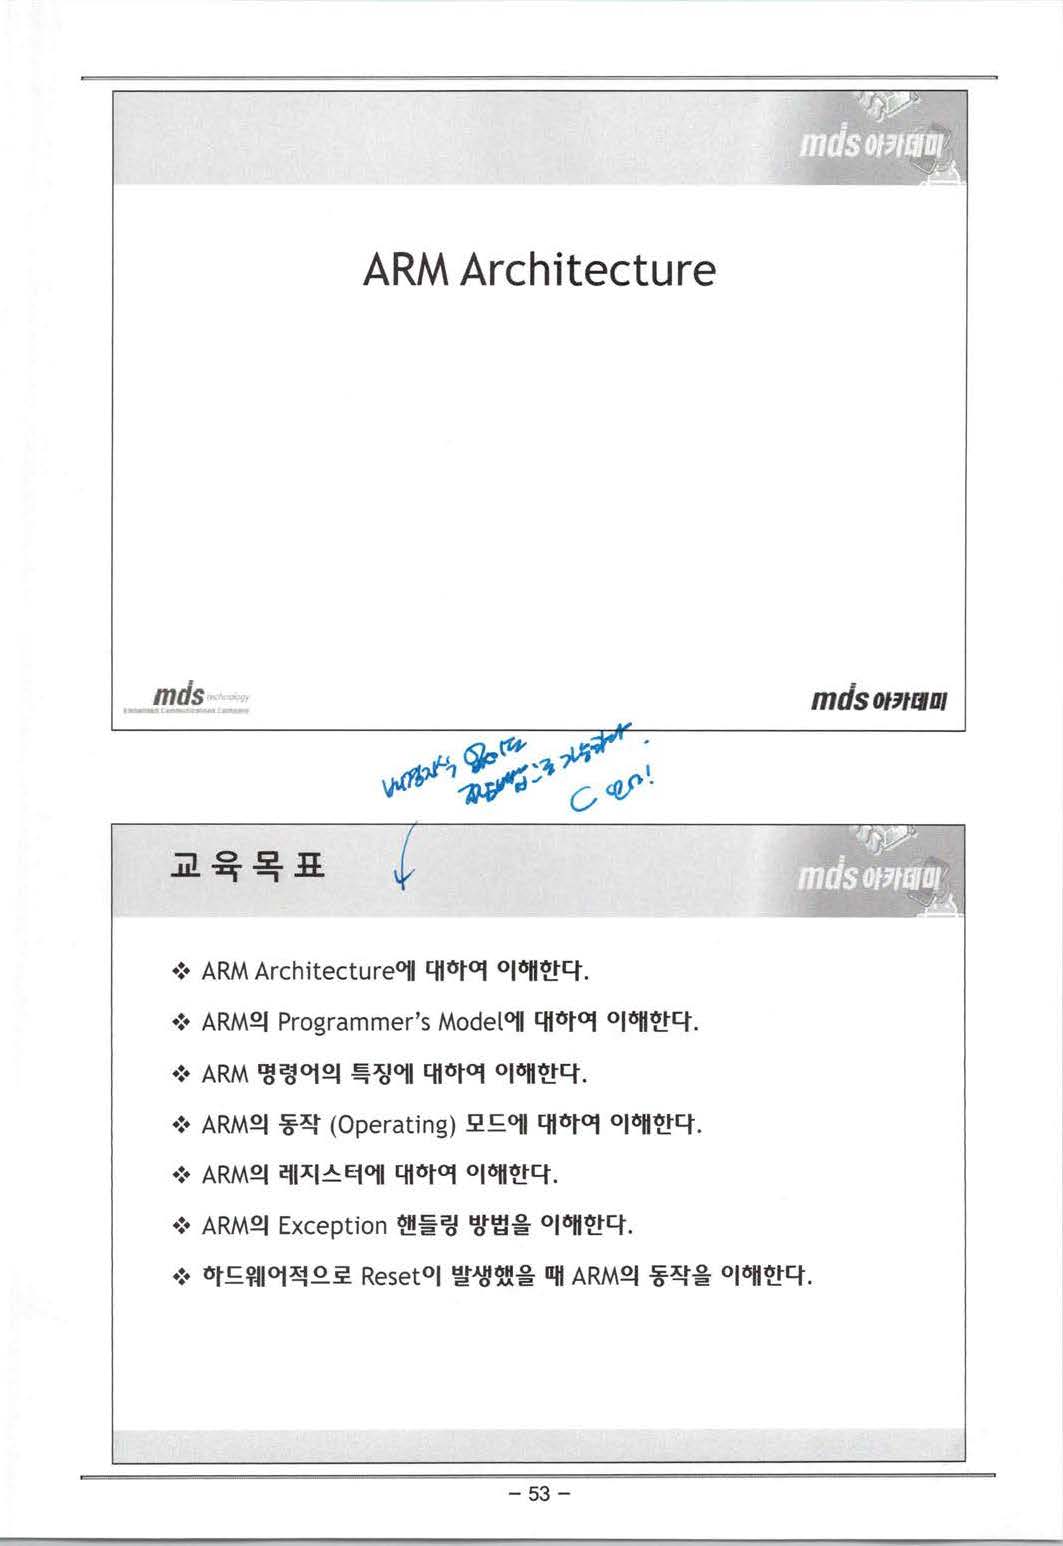 mds 아카데미
ARM Architecture
mds technology
mds 아카데미
배경지식 없이도
가능하다.
C 언어!
교육목표
mds 아카데미
❖ ARM Architecture에 대하여 이해한다.
❖ ARM의 Programmer's Model에 대하여 이해한다.
❖ ARM 명령어의 특징에 대하여 이해한다.
❖ ARM의 동작 (Operating) 모드에 대하여 이해한다.
❖ ARM의 레지스터에 대하여 이해한다.
❖ ARM의 Exception 핸들링 방법을 이해한다.
❖ 하드웨어적으로 Reset이 발생했을 때 ARM의 동작을 이해한다.
- 53 -